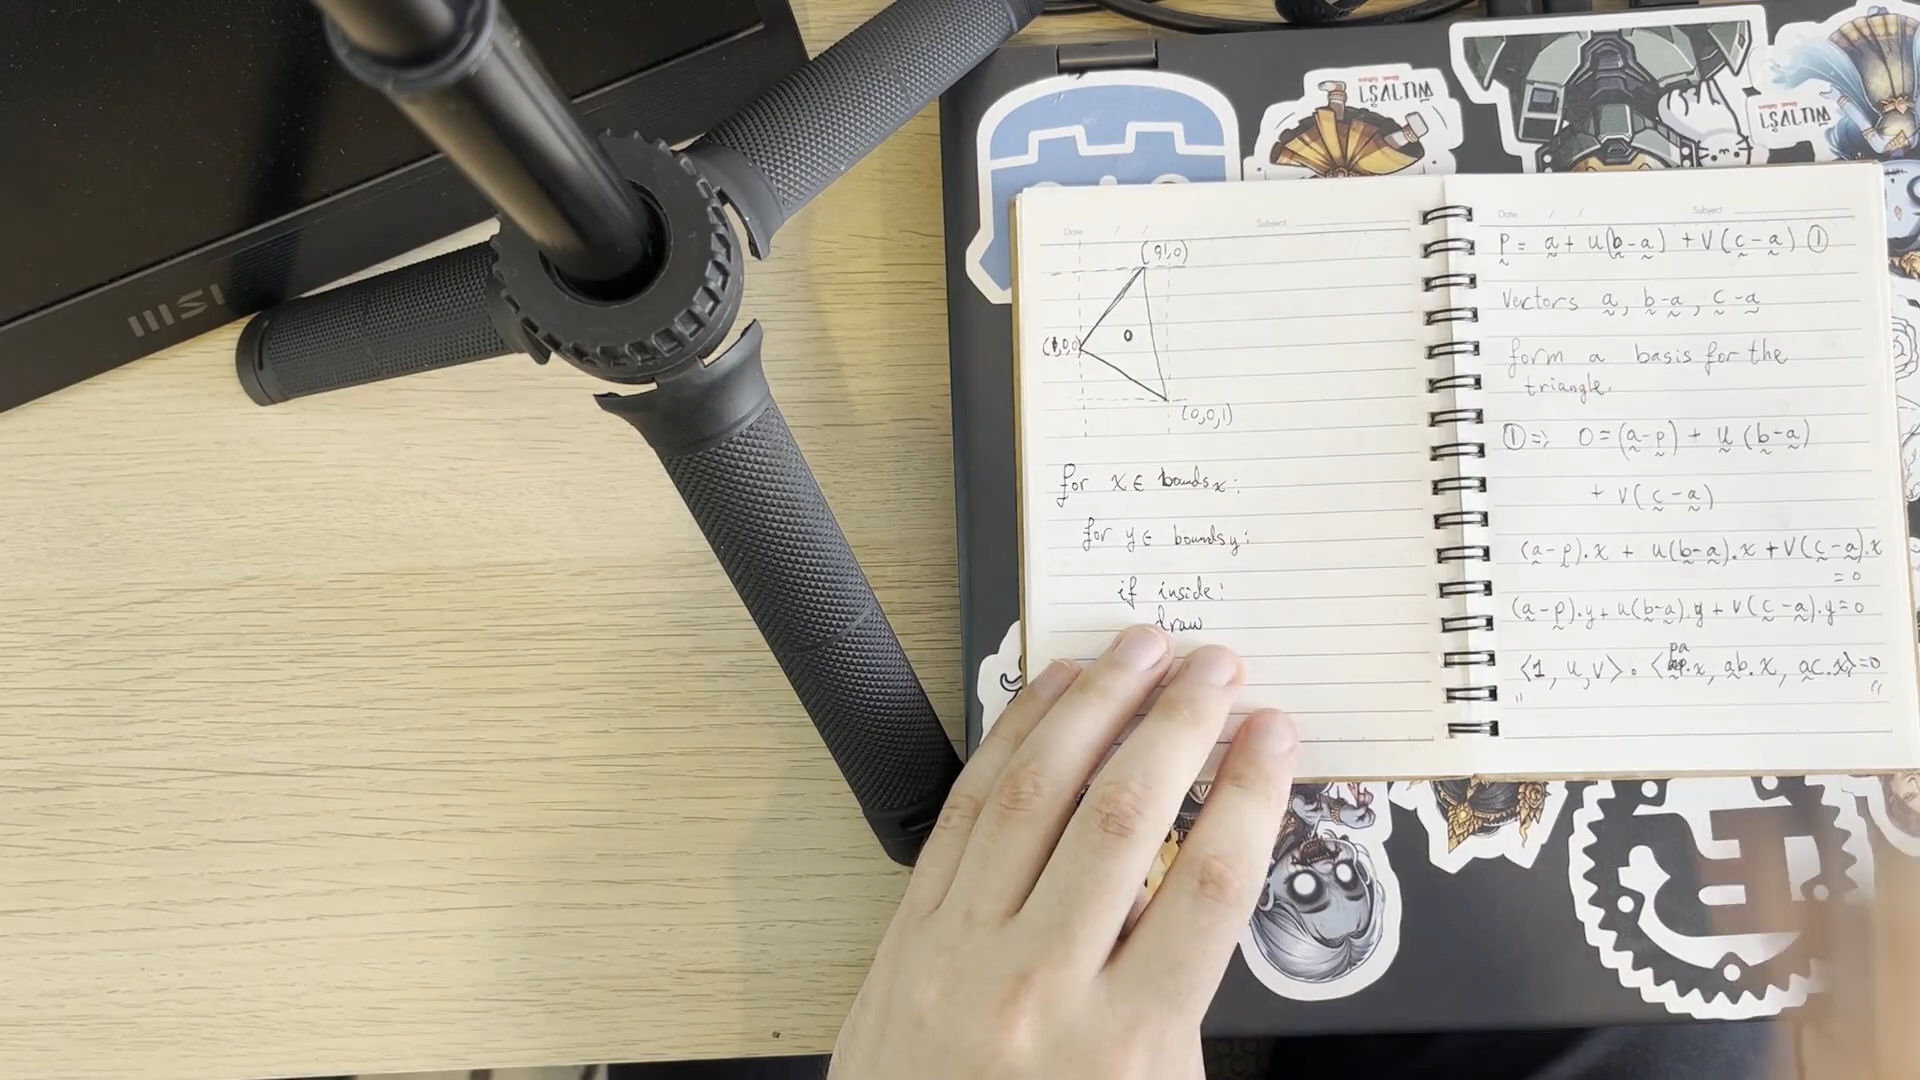 msi
LSALTIM
LSALTIM
Date / / Subject
(0,1,0)
(1,0,0)
(0,0,1)
for x ∈ bounds x:
for y ∈ bounds y:
if inside:
draw
Date / / Subject
p = a + u(b-a) + v(c-a) ①
Vectors a, b-a, c-a
form a basis for the
triangle.
① => 0 = (a-p) + u(b-a)
+ v(c-a)
(a-p).x + u(b-a).x + v(c-a).x
= 0
(a-p).y + u(b-a).y + v(c-a).y = 0
pa
<1, u, v> . < .x, ab.x, ac.x> = 0
" "